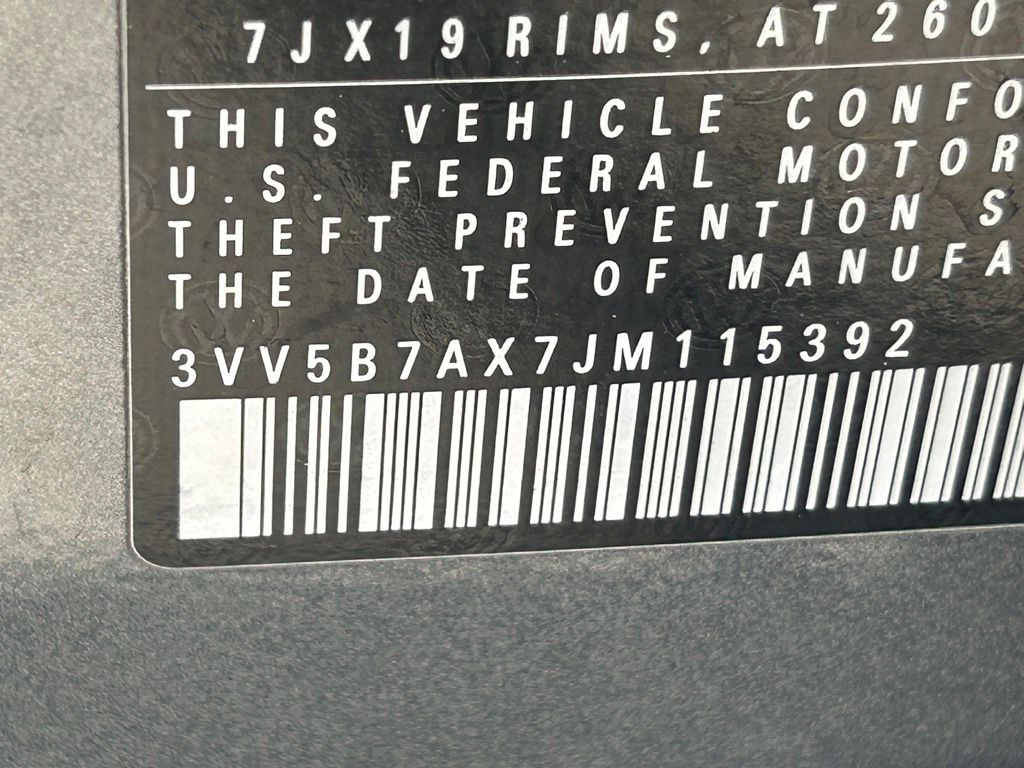 7JX19 RIMS, AT 260
THIS VEHICLE CONFO
U.S. FEDERAL MOTOR
THEFT PREVENTION S
THE DATE OF MANUFA
3VV5B7AX7JM115392